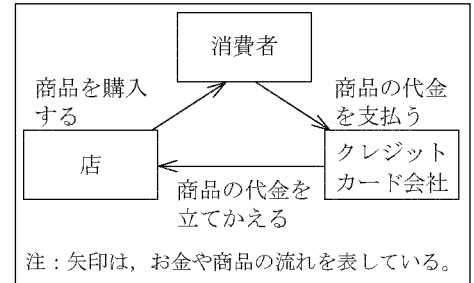 消費者
商品を購入
する
商品の代金
を支払う
店
クレジット
カード会社
商品の代金を
立てかえる
注：矢印は，お金や商品の流れを表している。